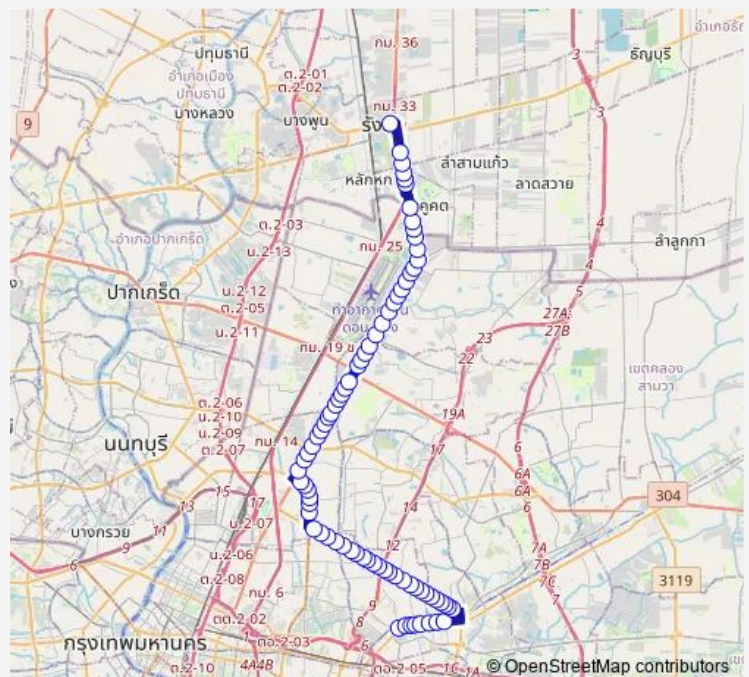 ปทุมธานี
กม. 36
ต.2-01
ต.2-02
อำเภอเมือง
ปทุมธานี
บางหลวง
บางพูน
กม. 33
ธัญบุรี
3
9
3
หลักหก
ลำสามแก้ว
ลาดสวาย
คูคต
ต.2-03
น.2-13
อำเภอปากเกร็ด
กม. 25
4
4
ลำลูกกา
ปากเกร็ด
น.2-12
ต.2-05
น.2-11
5
27A
27B
23
22
กม. 19 ข
เขตคลอง
สามวา
ต.2-06
น.2-10
น.2-09
ต.2-07
นนทบุรี
กม. 14
19A
17
6
6A
6A
6
304
15
17
13
11
9
6
บางกรวย
น.2-07
14
12
น.2-06
ต.2-08
กม. 6
7A
7B
7C
7
3119
กรุงเทพมหานคร
ดต.2-02
ดอ.2-03
9
8
6
1
ต.2-10
4A4B
ดอ.2-05
1C
1A
© OpenStreetMap contributors